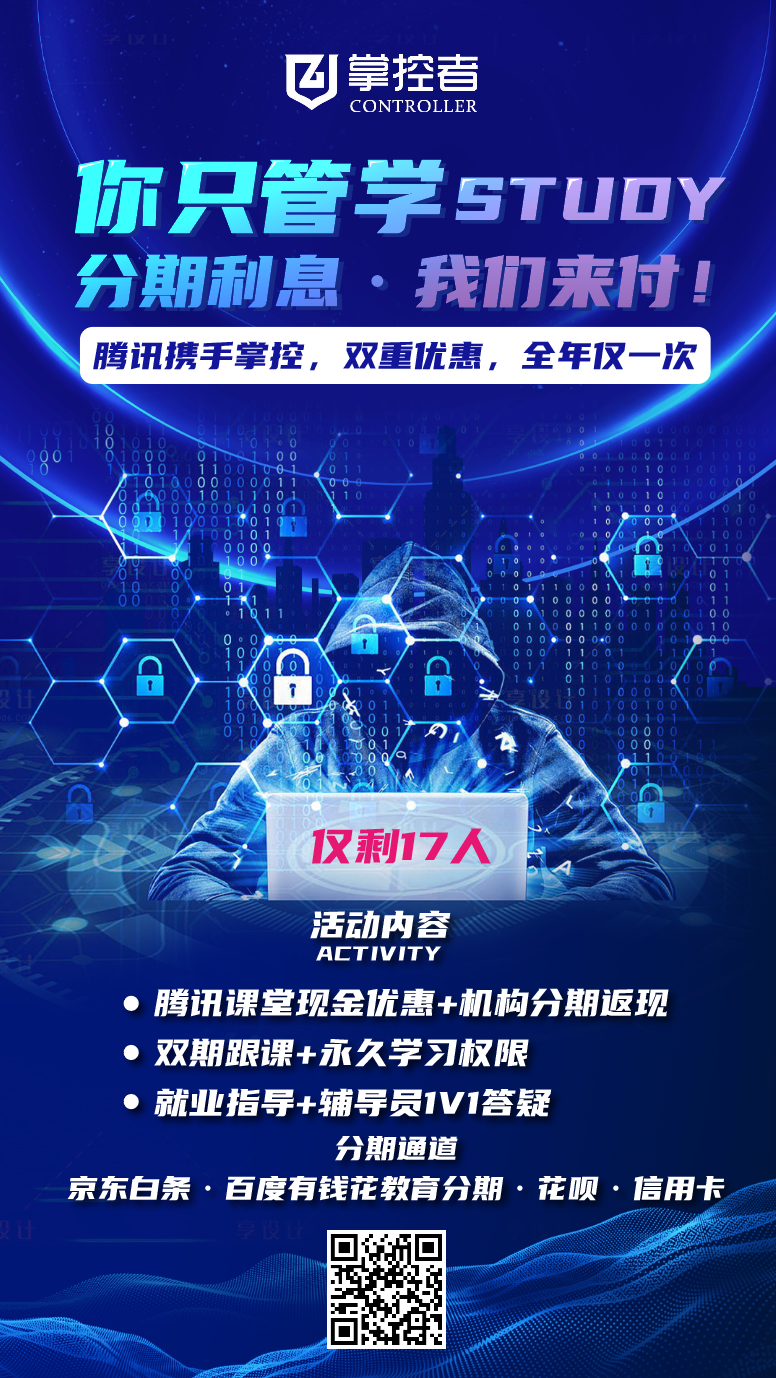 掌控者
CONTROLLER
你只管学STUDY
分期利息·我们来付！
腾讯携手掌控，双重优惠，全年仅一次
仅剩17人
活动内容
ACTIVITY
• 腾讯课堂现金优惠+机构分期返现
• 双期跟课+永久学习权限
• 就业指导+辅导员1V1答疑
分期通道
京东白条·百度有钱花教育分期·花呗·信用卡